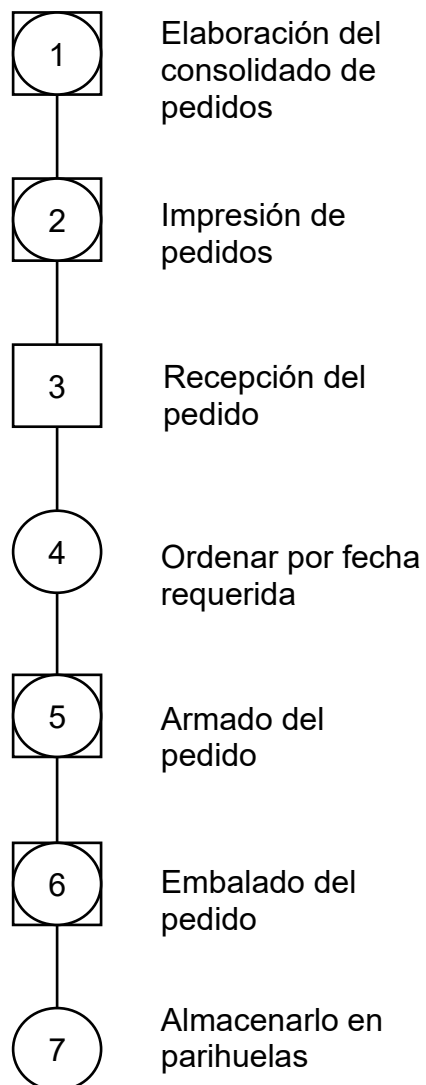 1
Elaboración del
consolidado de
pedidos
2
Impresión de
pedidos
3
Recepción del
pedido
4
Ordenar por fecha
requerida
5
Armado del
pedido
6
Embalado del
pedido
7
Almacenarlo en
parihuelas